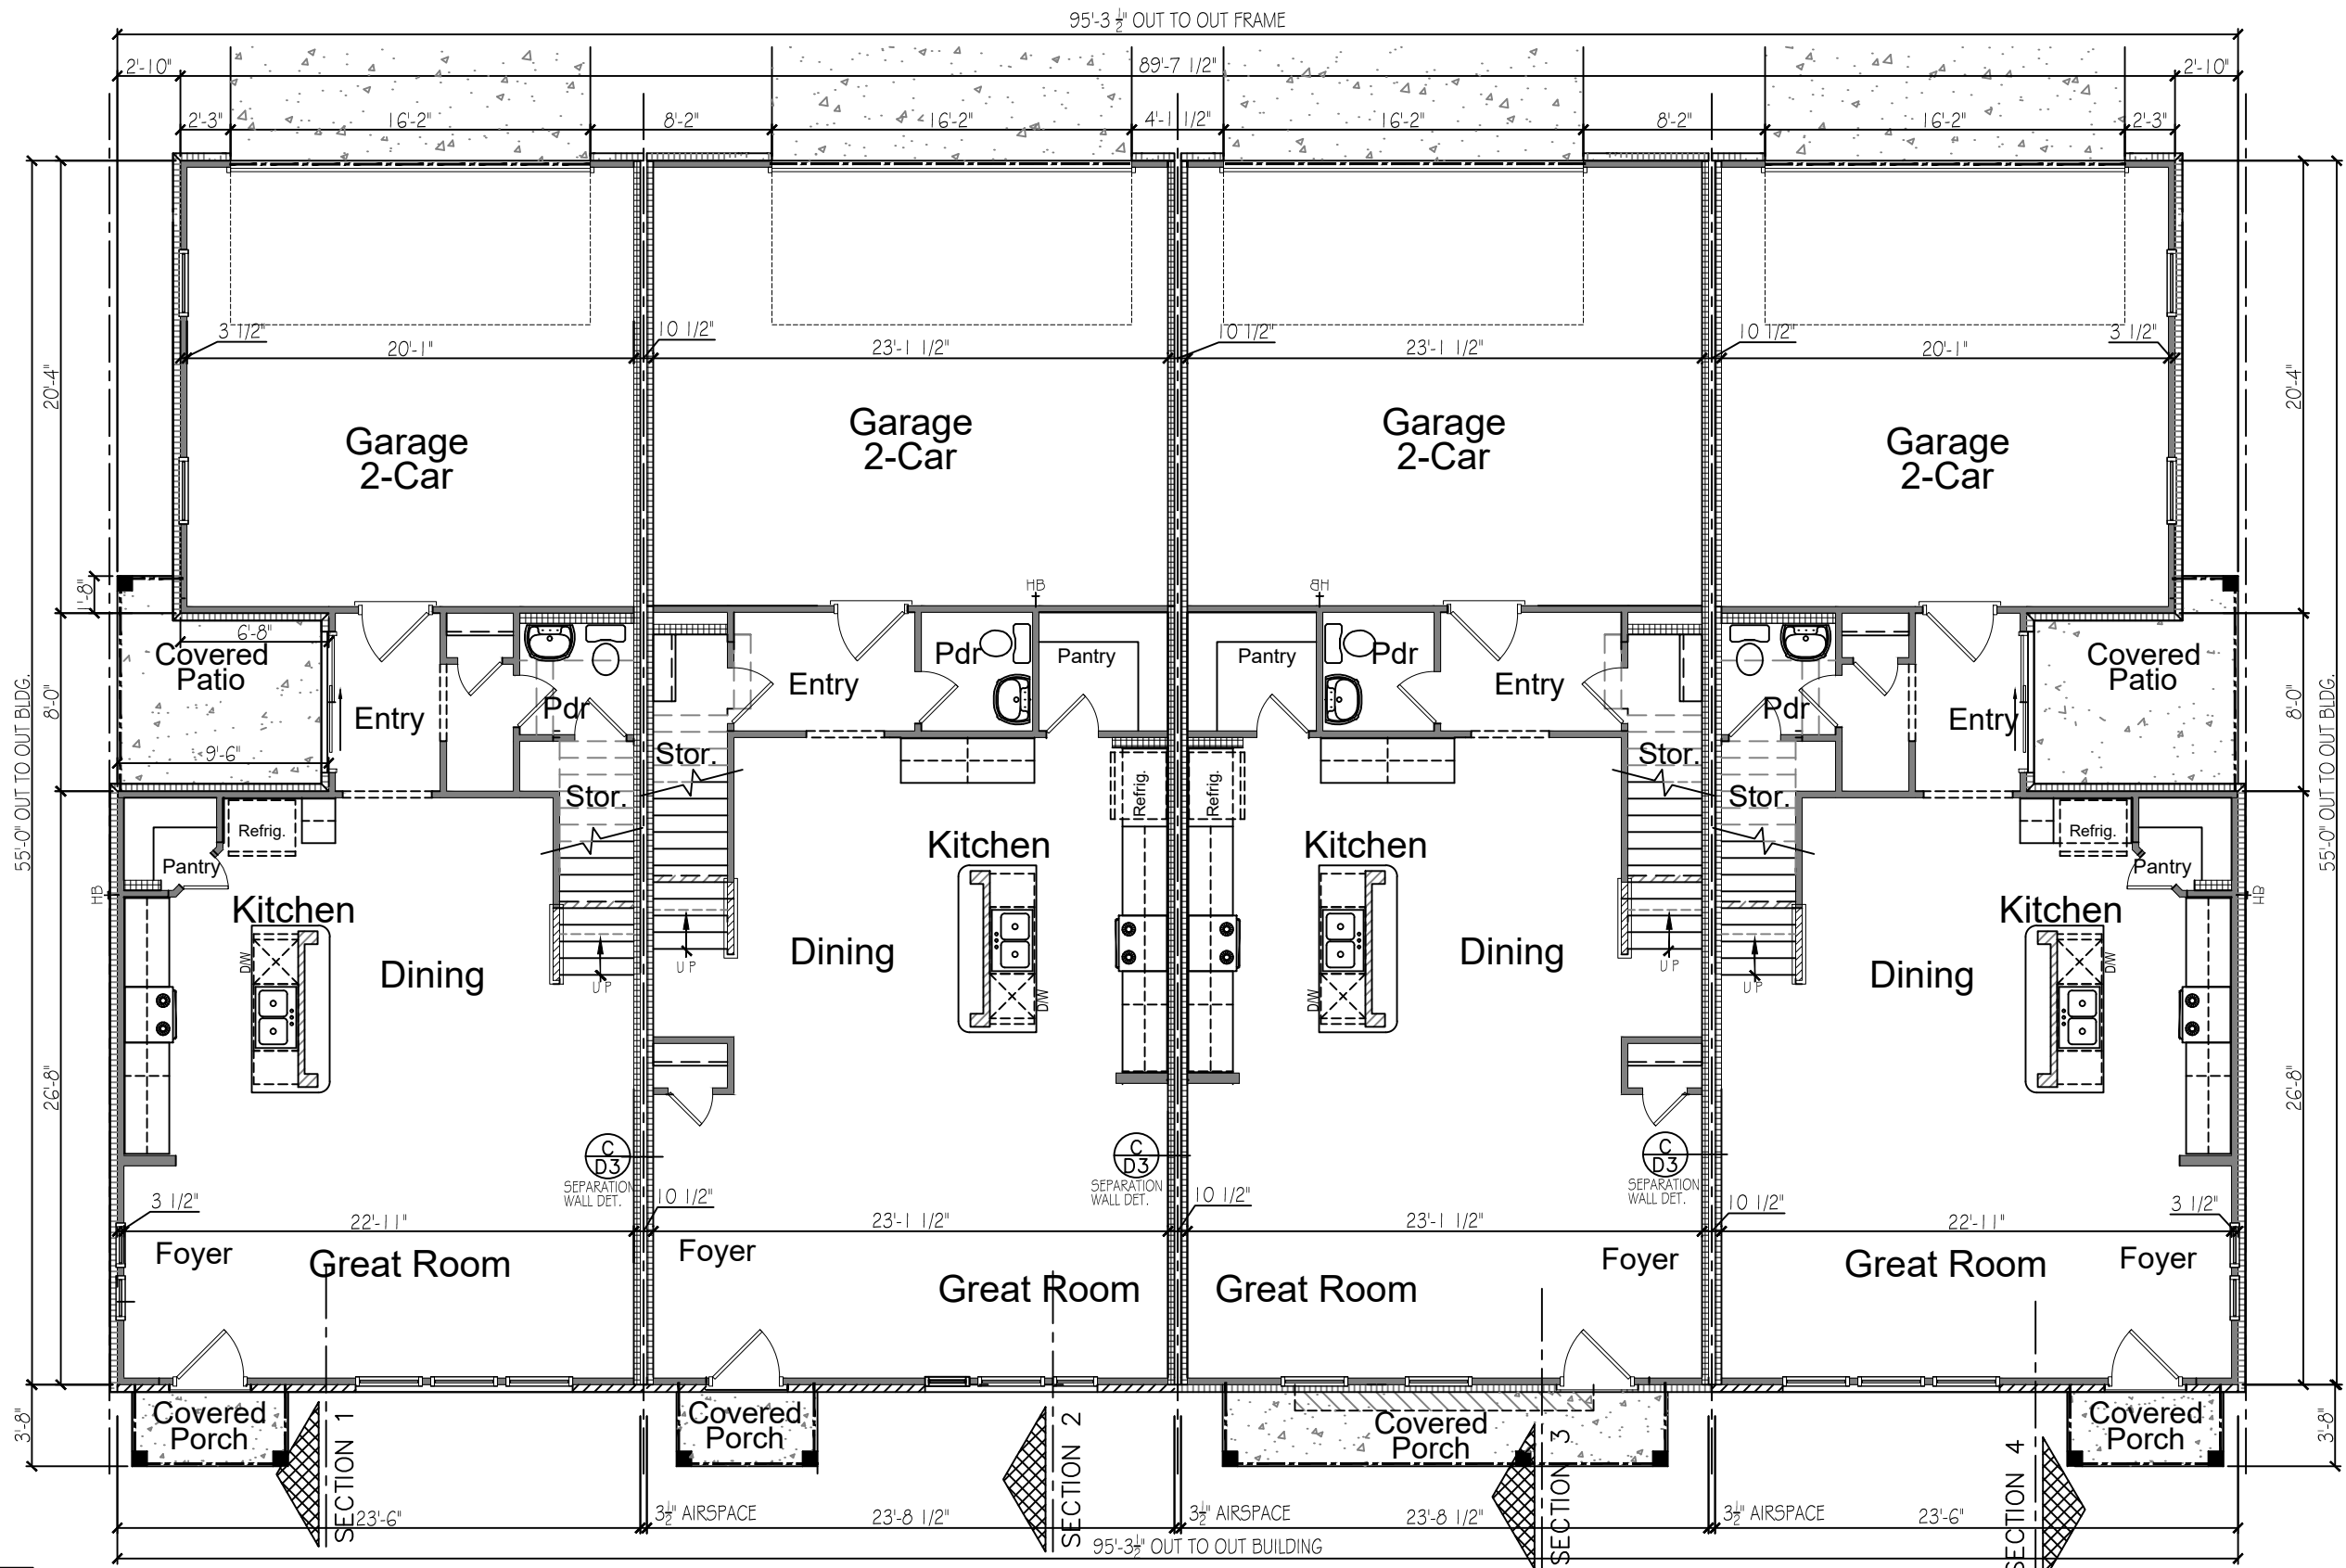 95'-3 1/2" OUT TO OUT FRAME
2'-10"
89'-7 1/2"
2'-10"
2'-3"
16'-2"
8'-2"
16'-2"
4'-1 1/2"
16'-2"
8'-2"
16'-2"
2'-3"
3 1/2"
20'-1"
10 1/2"
23'-1 1/2"
10 1/2"
23'-1 1/2"
10 1/2"
20'-1"
3 1/2"
20'-4"
20'-4"
Garage
2-Car
Garage
2-Car
Garage
2-Car
Garage
2-Car
1'-8"
HB
HB
6'-8"
Covered
Patio
9'-6"
Entry
Pdr
Stor.
Stor.
Entry
Pdr
Pantry
Pantry
Pdr
Entry
Stor.
Stor.
Pdr
Entry
Covered
Patio
8'-0"
8'-0"
55'-0" OUT TO OUT BLDG.
55'-0" OUT TO OUT BLDG.
Refrig.
Pantry
Refrig.
Refrig.
Refrig.
Pantry
HB
HB
Kitchen
Kitchen
Kitchen
Kitchen
D/W
Dining
UP
UP
Dining
D/W
D/W
Dining
UP
UP
Dining
D/W
26'-8"
26'-8"
C
D3
SEPARATION
WALL DET.
C
D3
SEPARATION
WALL DET.
C
D3
SEPARATION
WALL DET.
3 1/2"
22'-11"
10 1/2"
23'-1 1/2"
10 1/2"
23'-1 1/2"
10 1/2"
22'-11"
3 1/2"
Foyer
Great Room
Foyer
Great Room
Great Room
Foyer
Great Room
Foyer
3'-8"
Covered
Porch
Covered
Porch
Covered
Porch
Covered
Porch
3'-8"
SECTION 1
SECTION 2
SECTION 3
SECTION 4
23'-6"
3 1/2" AIRSPACE
23'-8 1/2"
3 1/2" AIRSPACE
23'-8 1/2"
3 1/2" AIRSPACE
23'-6"
95'-3 1/2" OUT TO OUT BUILDING